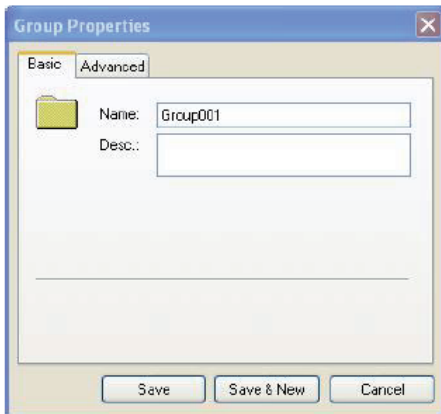 Group Properties
Basic Advanced
Name: Group001
Desc.:
Save Save & New Cancel